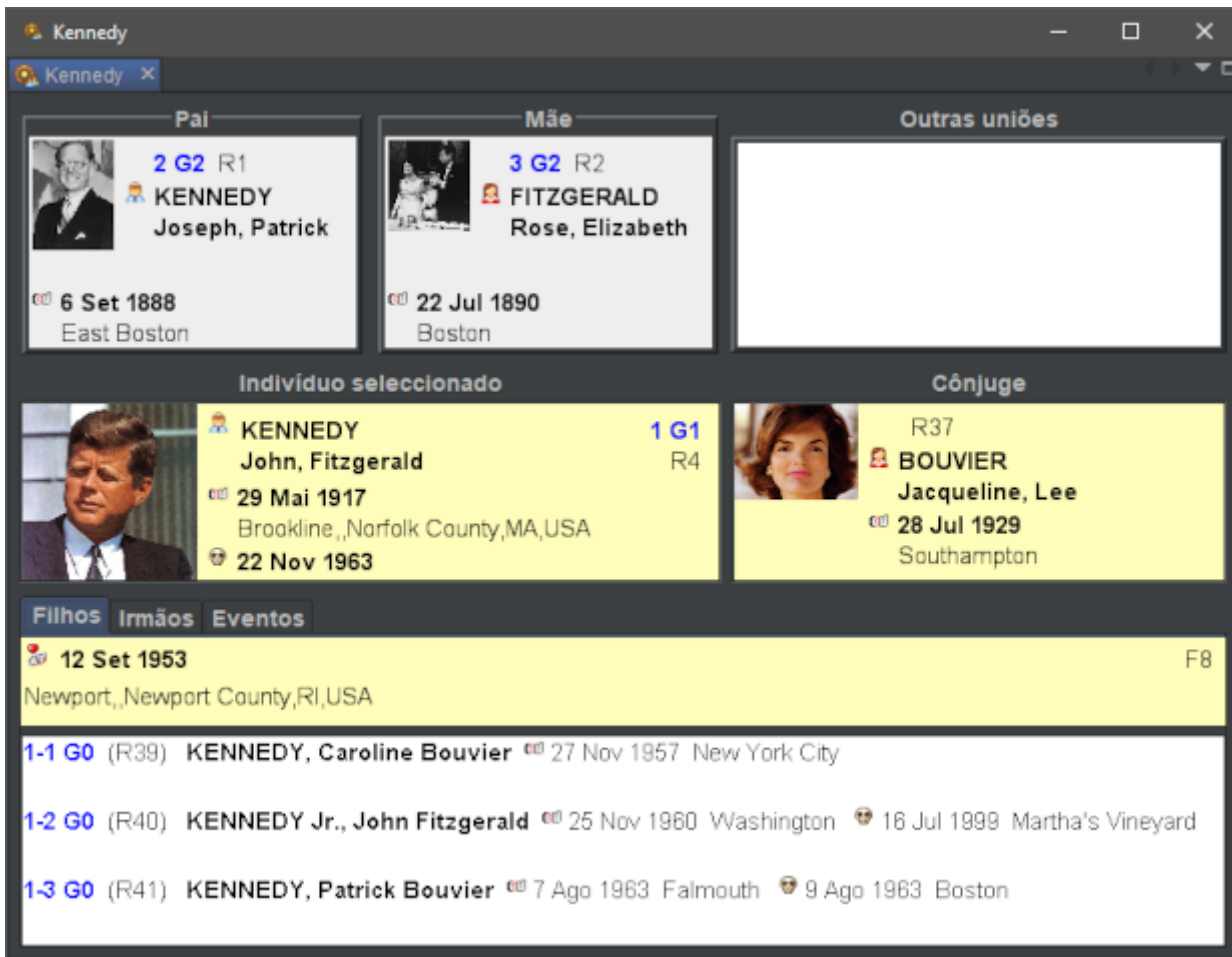 Kennedy
Kennedy
Pai
2 G2 R1
KENNEDY
Joseph, Patrick
6 Set 1888
East Boston
Mãe
3 G2 R2
FITZGERALD
Rose, Elizabeth
22 Jul 1890
Boston
Outras uniões
Indivíduo seleccionado
KENNEDY 1 G1
John, Fitzgerald R4
29 Mai 1917
Brookline,,Norfolk County,MA,USA
22 Nov 1963
Cônjuge
R37
BOUVIER
Jacqueline, Lee
28 Jul 1929
Southampton
Filhos Irmãos Eventos
12 Set 1953 F8
Newport,,Newport County,RI,USA
1-1 G0 (R39) KENNEDY, Caroline Bouvier 27 Nov 1957 New York City
1-2 G0 (R40) KENNEDY Jr., John Fitzgerald 25 Nov 1960 Washington 16 Jul 1999 Martha's Vineyard
1-3 G0 (R41) KENNEDY, Patrick Bouvier 7 Ago 1963 Falmouth 9 Ago 1963 Boston